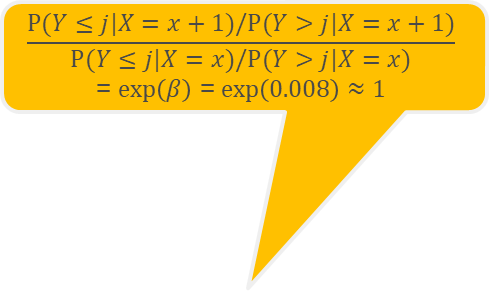 P(Y ≤ j|X = x + 1)/P(Y > j|X = x + 1)
P(Y ≤ j|X = x)/P(Y > j|X = x)
= exp(β) = exp(0.008) ≈ 1